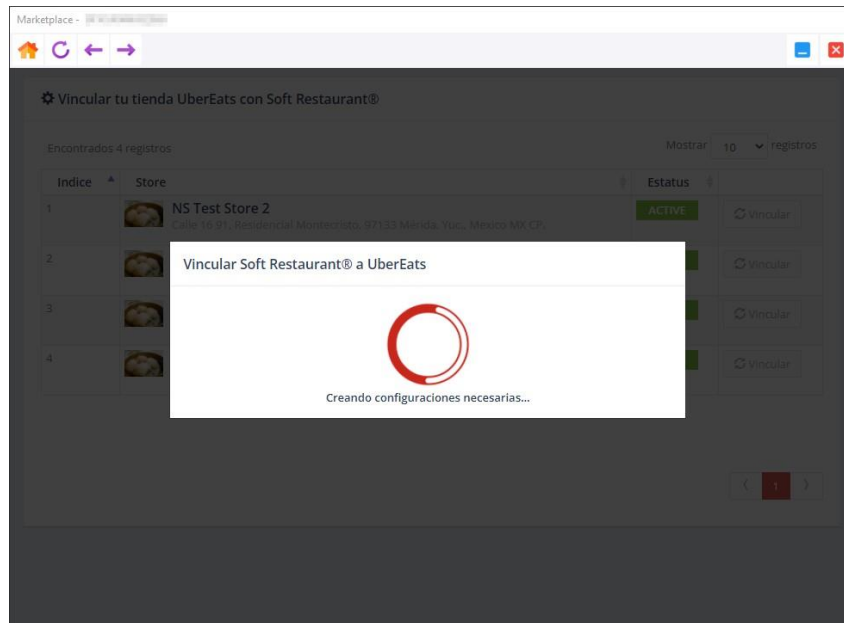 Marketplace -
Vincular tu tienda UberEats con Soft Restaurant®
Encontrados 4 registros
Mostrar 10 registros
Indice Store Estatus
1 NS Test Store 2 ACTIVE Vincular
Calle 16 91, Residencial Montecristo, 97133 Mérida, Yuc., Mexico MX CP.
2 Vincular
Vincular Soft Restaurant® a UberEats
3 Vincular
4 Vincular
Creando configuraciones necesarias...
1